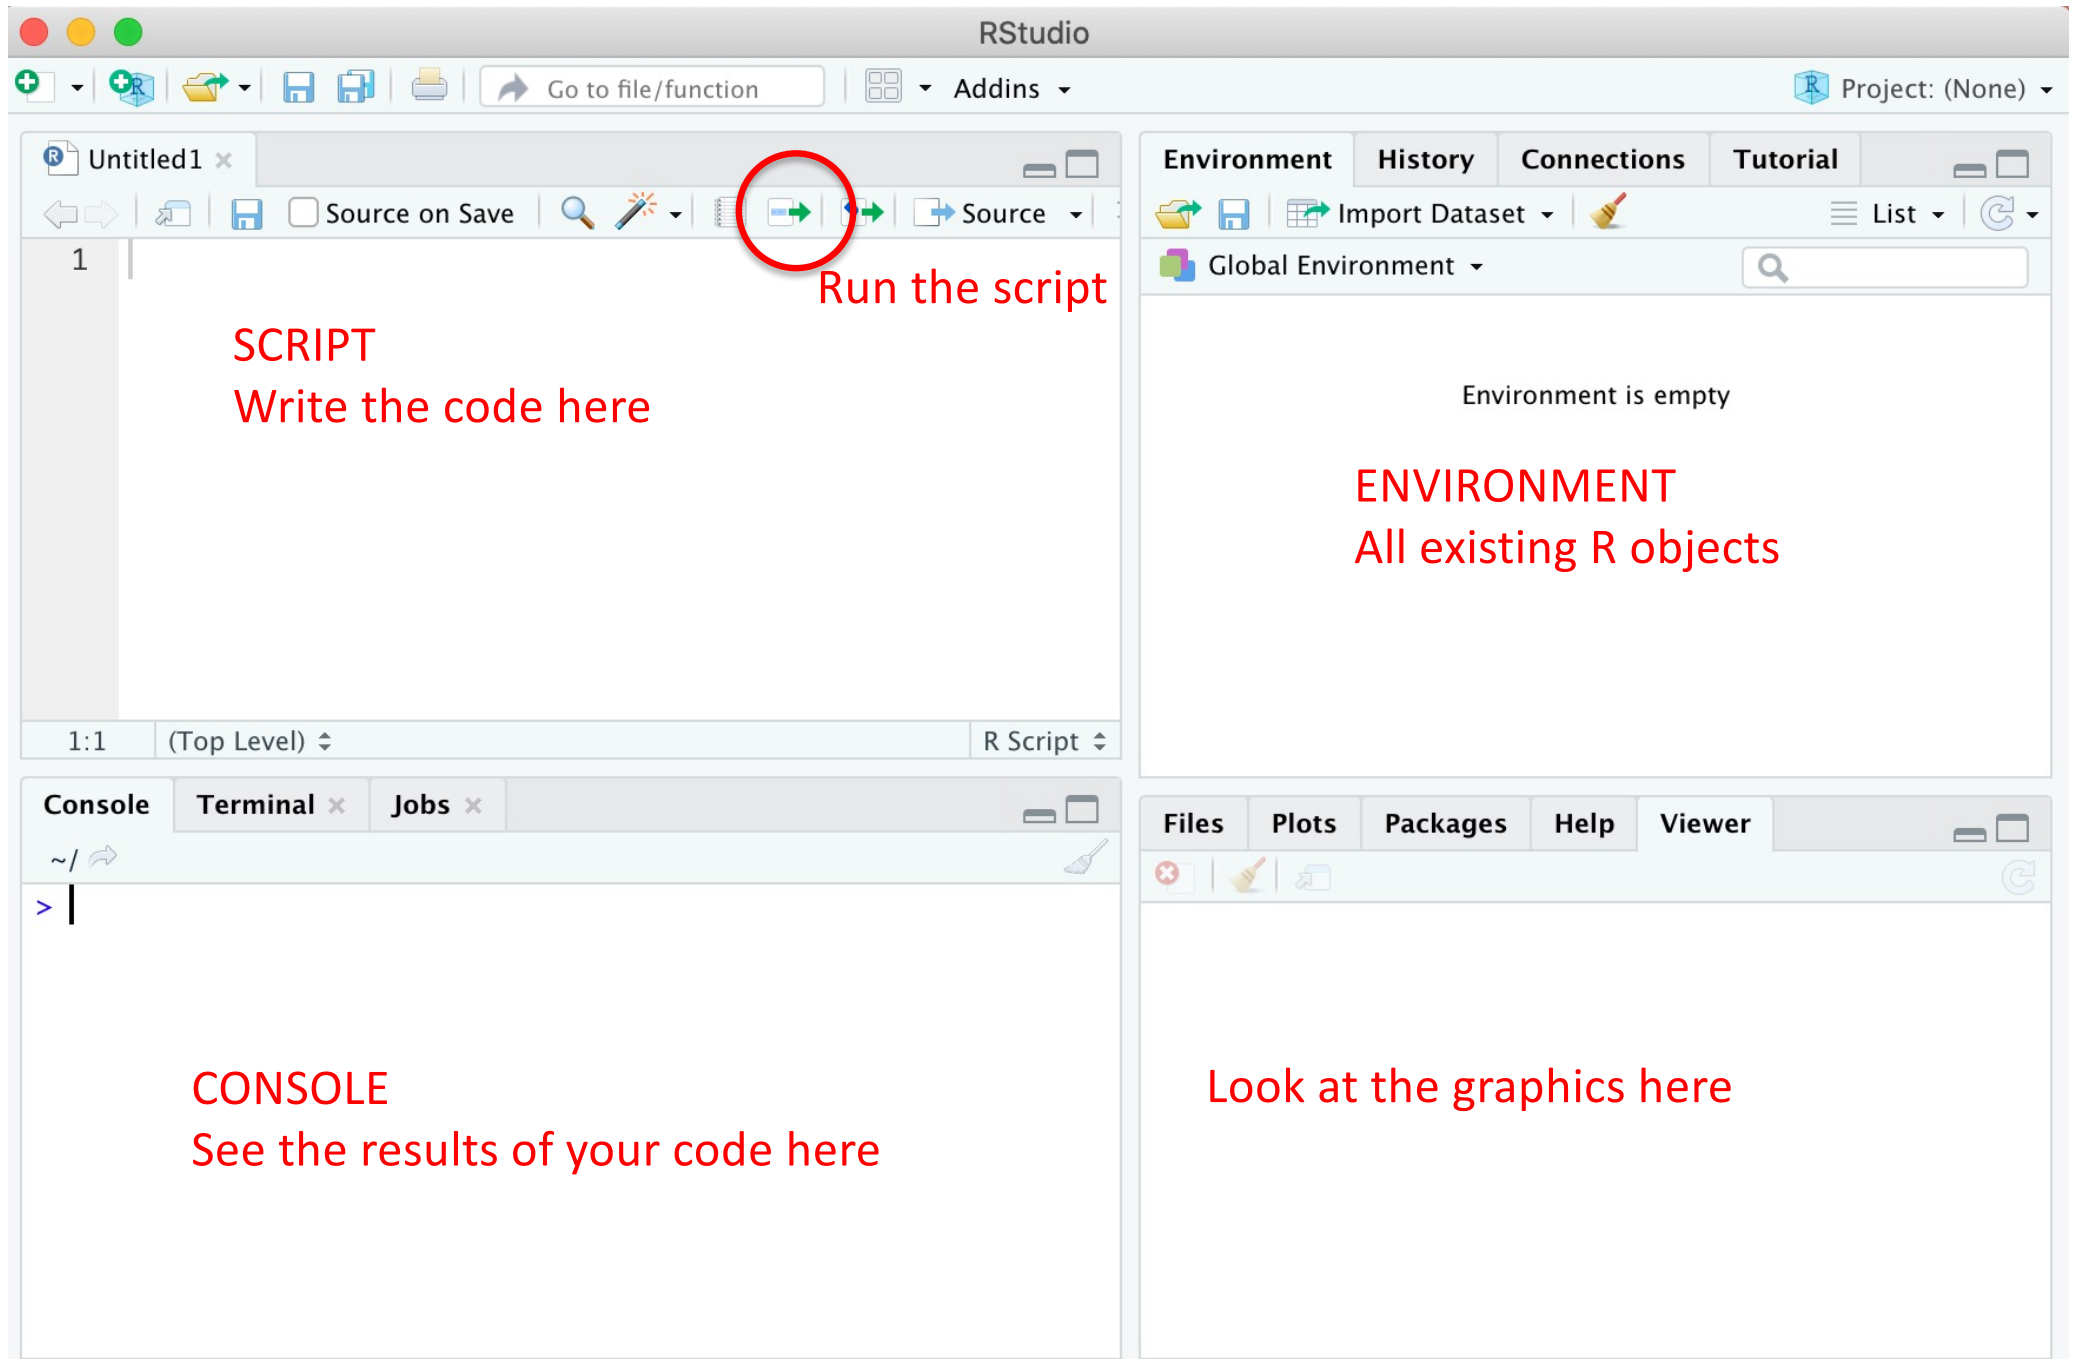 RStudio
Go to file/function
Addins
Project: (None)
Untitled1
Source on Save
Source
1
Run the script
SCRIPT
Write the code here
1:1
(Top Level)
R Script
Environment
History
Connections
Tutorial
Import Dataset
List
Global Environment
Environment is empty
ENVIRONMENT
All existing R objects
Console
Terminal
Jobs
~/
>
CONSOLE
See the results of your code here
Files
Plots
Packages
Help
Viewer
Look at the graphics here